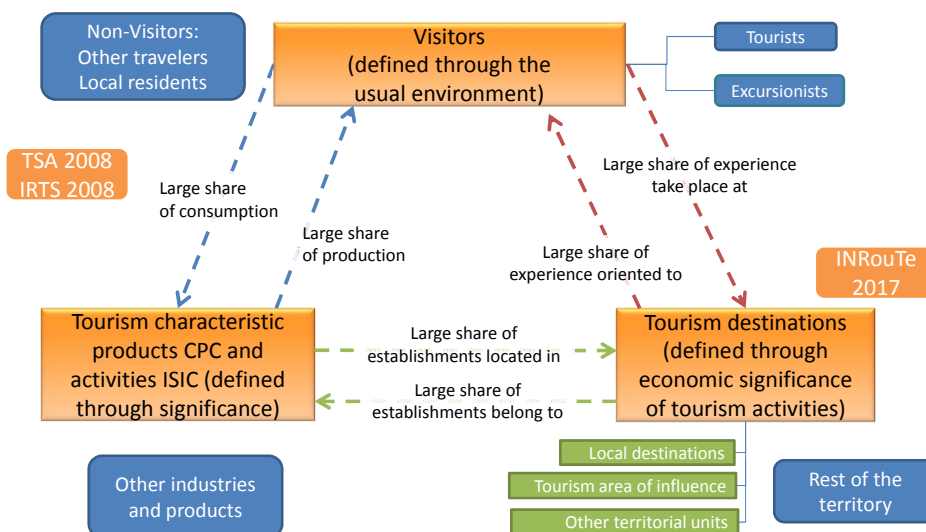 Non-Visitors:
Other travelers
Local residents
Visitors
(defined through the
usual environment)
Tourists
Excursionists
TSA 2008
IRTS 2008
Large share
of consumption
Large share
of production
Large share of experience
take place at
Large share of
experience oriented to
INRouTe
2017
Tourism characteristic
products CPC and
activities ISIC (defined
through significance)
Large share of
establishments located in
Large share of
establishments belong to
Tourism destinations
(defined through
economic significance
of tourism activities)
Local destinations
Tourism area of influence
Other territorial units
Other industries
and products
Rest of the
territory